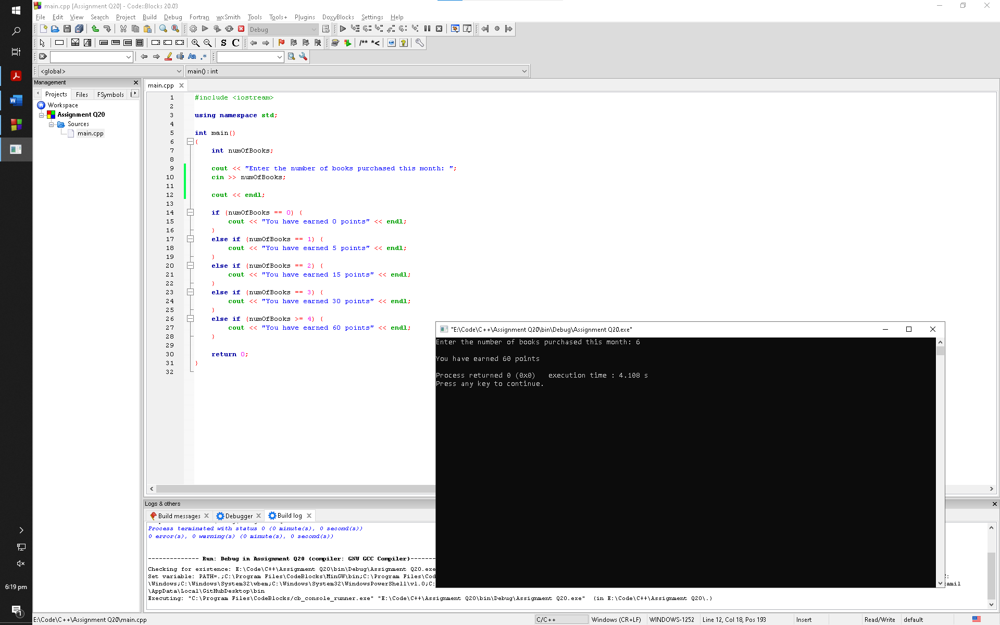 main.cpp [Assignment Q20] - Code::Blocks 20.03
File Edit View Search Project Build Debug Fortran wxSmith Tools Tools+ Plugins DoxyBlocks Settings Help
Debug
S C /** *<
Aa .*
<global> main() : int
Management
Projects Files FSymbols
Workspace
Assignment Q20
Sources
main.cpp
main.cpp
1 #include <iostream>
2
3 using namespace std;
4
5 int main()
6 {
7 int numOfBooks;
8
9 cout << "Enter the number of books purchased this month: ";
10 cin >> numOfBooks;
11
12 cout << endl;
13
14 if (numOfBooks == 0) {
15 cout << "You have earned 0 points" << endl;
16 }
17 else if (numOfBooks == 1) {
18 cout << "You have earned 5 points" << endl;
19 }
20 else if (numOfBooks == 2) {
21 cout << "You have earned 15 points" << endl;
22 }
23 else if (numOfBooks == 3) {
24 cout << "You have earned 30 points" << endl;
25 }
26 else if (numOfBooks >= 4) {
27 cout << "You have earned 60 points" << endl;
28 }
29
30 return 0;
31 }
32
"E:\Code\C++\Assignment Q20\bin\Debug\Assignment Q20.exe"
Enter the number of books purchased this month: 6
You have earned 60 points
Process returned 0 (0x0)   execution time : 4.108 s
Press any key to continue.
Logs & others
Build messages Debugger Build log
Process terminated with status 0 (0 minute(s), 0 second(s))
0 error(s), 0 warning(s) (0 minute(s), 0 second(s))
-------------- Run: Debug in Assignment Q20 (compiler: GNU GCC Compiler)-------
Checking for existence: E:\Code\C++\Assignment Q20\bin\Debug\Assignment Q20.exe
Set variable: PATH=.;C:\Program Files\CodeBlocks\MinGW\bin;C:\Program Files\Cod C:
\Windows;C:\Windows\System32\wbem;C:\Windows\System32\WindowsPowerShell\v1.0;C: amil
\AppData\Local\GitHubDesktop\bin
Executing: "C:\Program Files\CodeBlocks/cb_console_runner.exe" "E:\Code\C++\Assignment Q20\bin\Debug\Assignment Q20.exe"  (in E:\Code\C++\Assignment Q20\.)
6:19 pm
1
E:\Code\C++\Assignment Q20\main.cpp C/C++ Windows (CR+LF) WINDOWS-1252 Line 12, Col 18, Pos 193 Insert Read/Write default